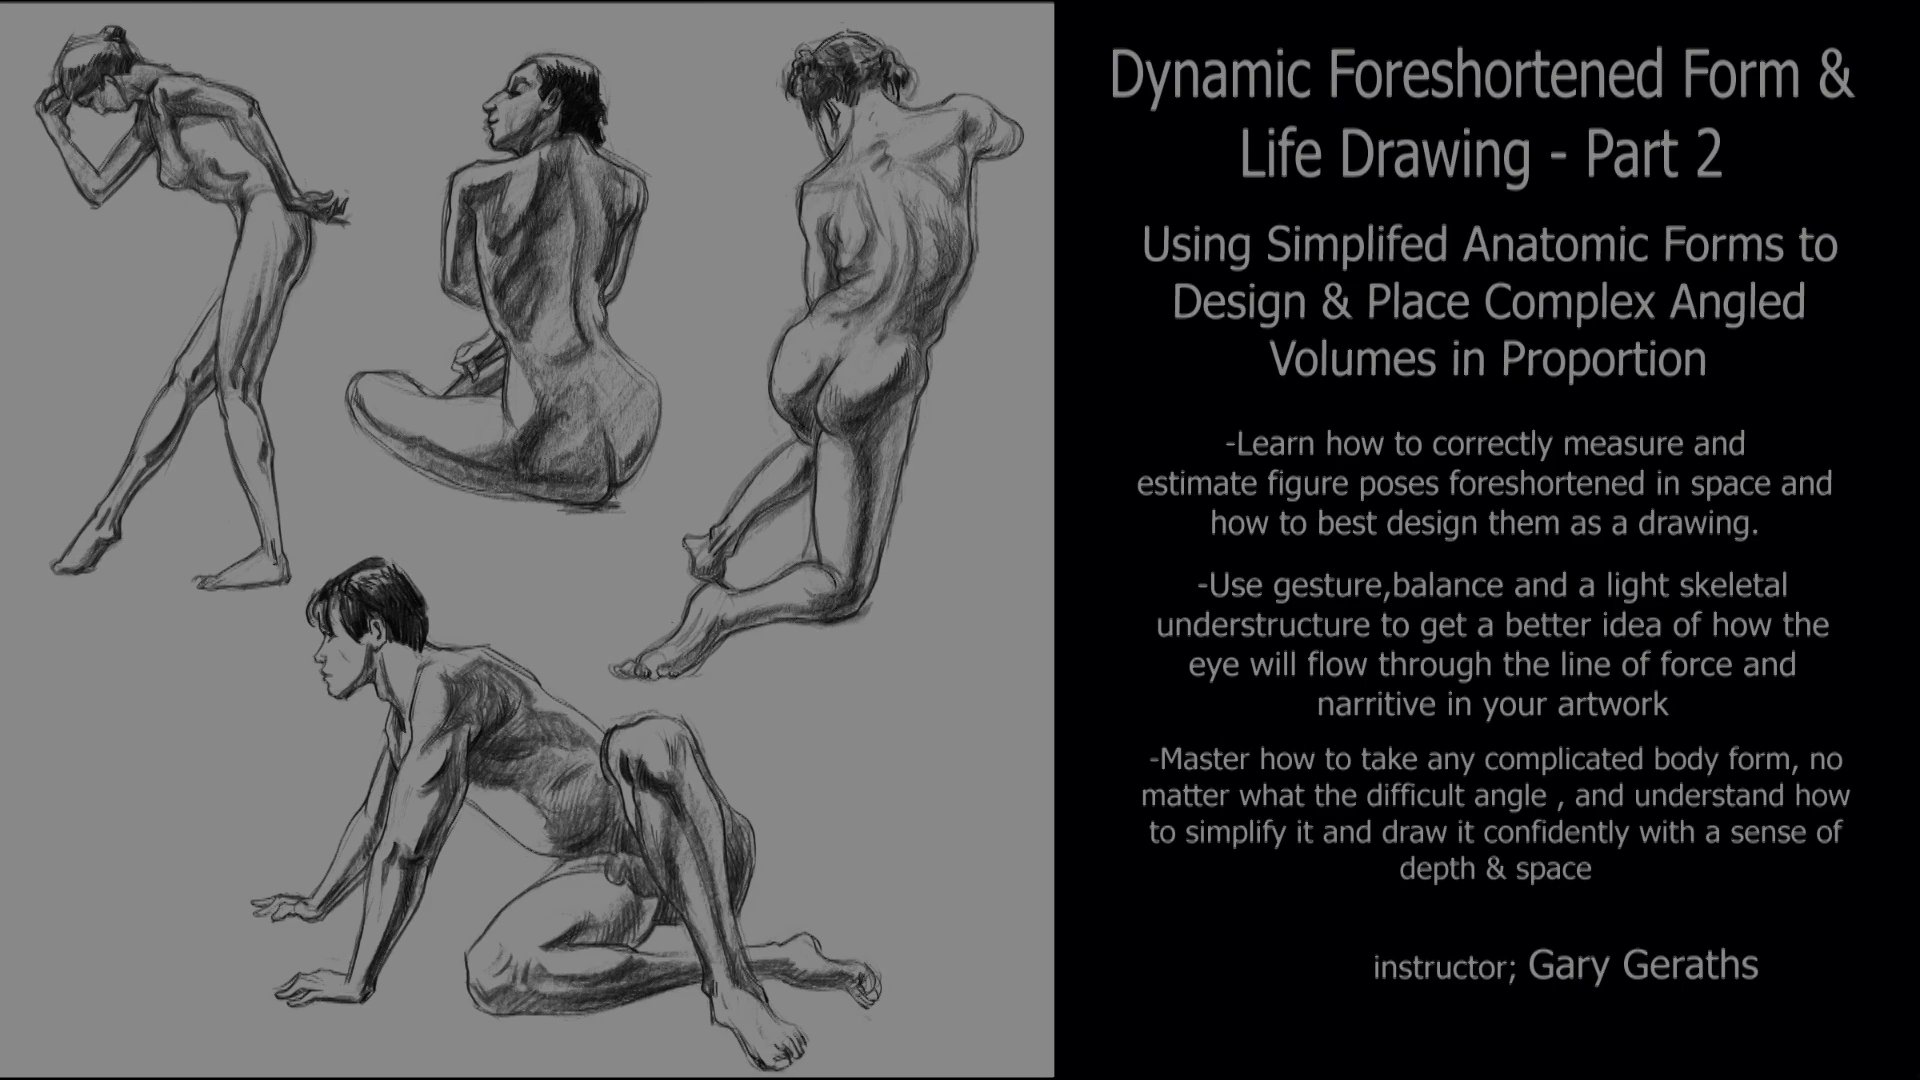 Dynamic Foreshortened Form &
Life Drawing - Part 2
Using Simplifed Anatomic Forms to
Design & Place Complex Angled
Volumes in Proportion
-Learn how to correctly measure and
estimate figure poses foreshortened in space and
how to best design them as a drawing.
-Use gesture,balance and a light skeletal
understructure to get a better idea of how the
eye will flow through the line of force and
narritive in your artwork
-Master how to take any complicated body form, no
matter what the difficult angle , and understand how
to simplify it and draw it confidently with a sense of
depth & space
instructor; Gary Geraths